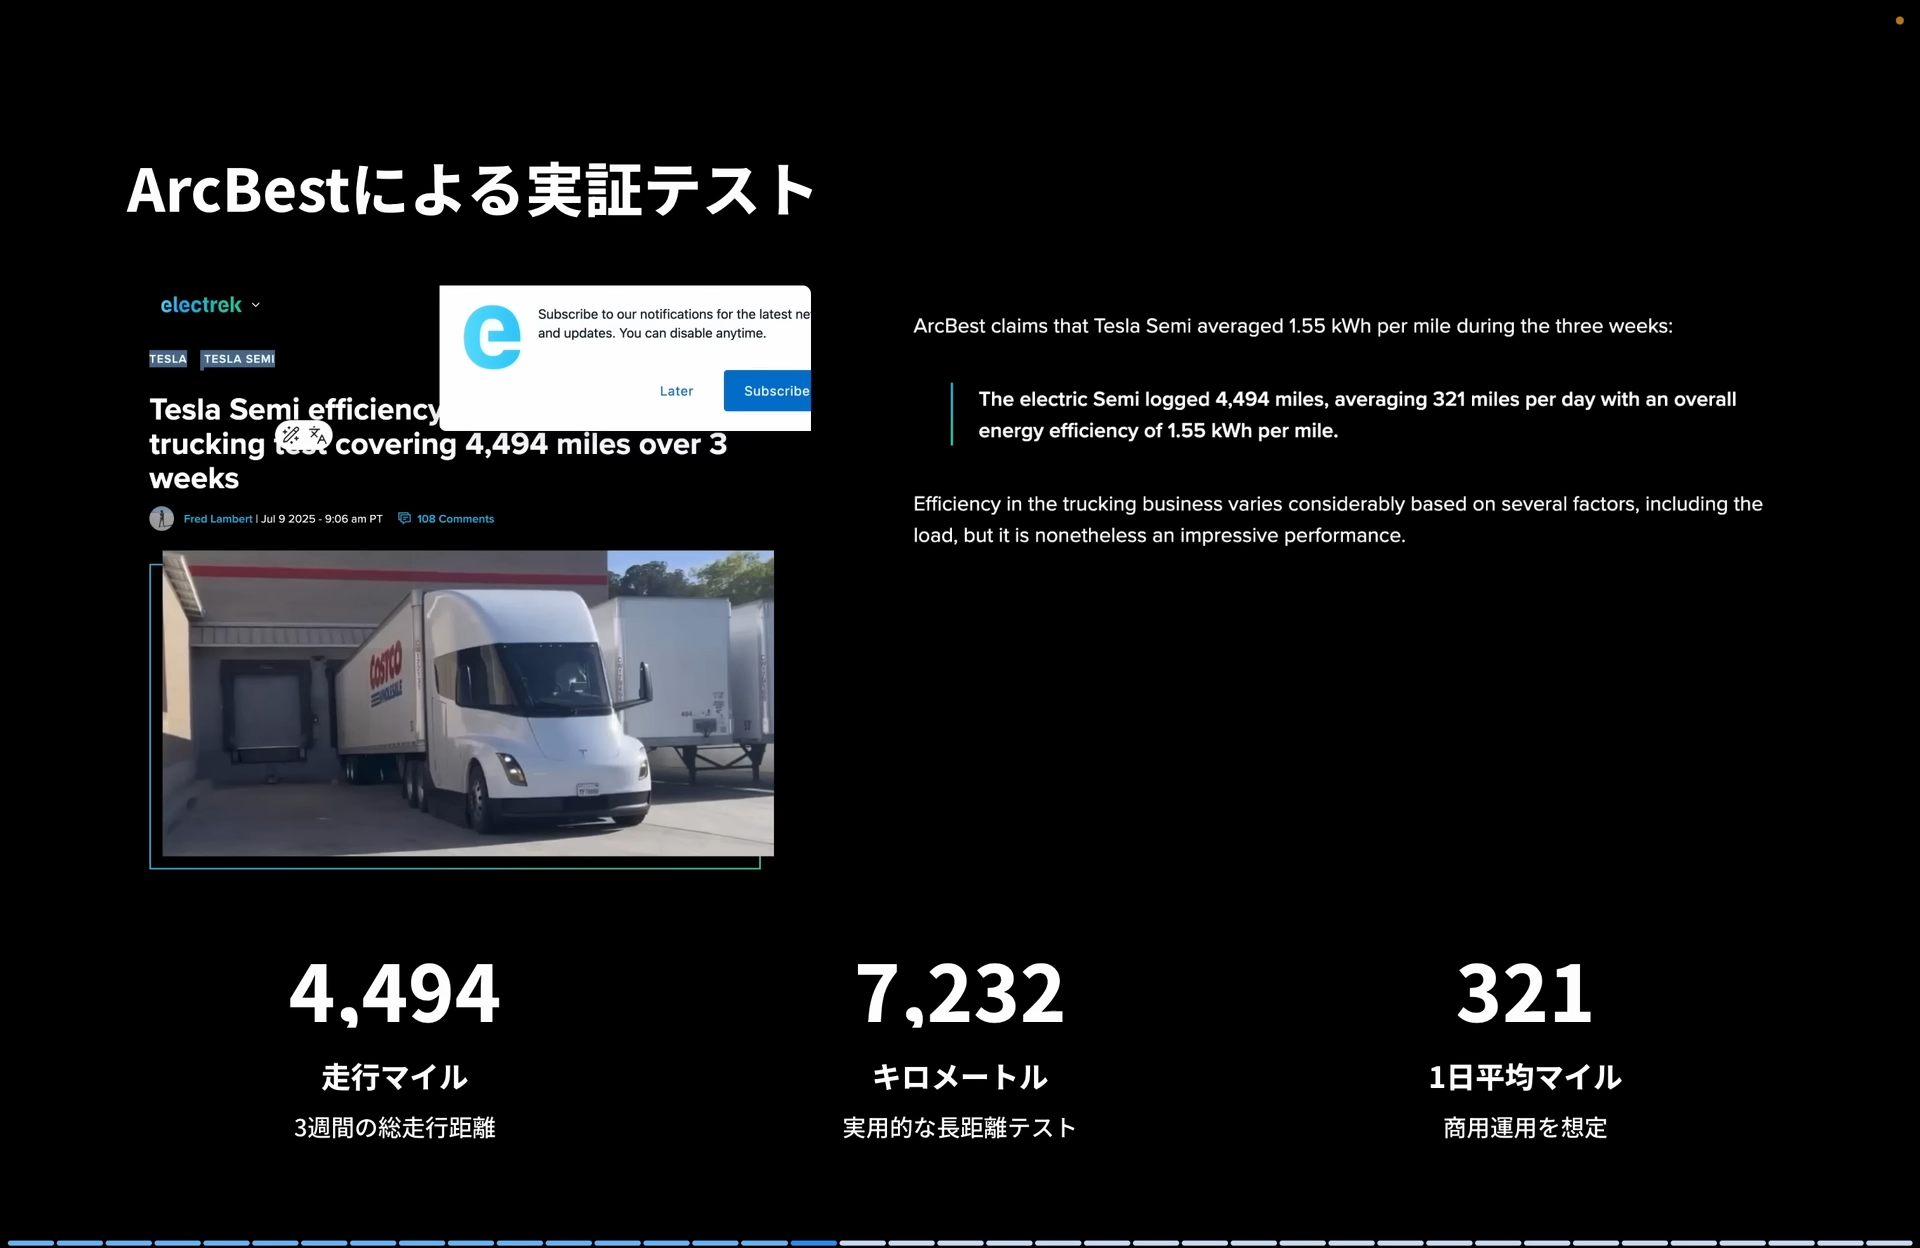 ArcBestによる実証テスト
electrek
TESLA TESLA SEMI
Subscribe to our notifications for the latest ne
and updates. You can disable anytime.
Later Subscribe
Tesla Semi efficiency
trucking test covering 4,494 miles over 3
weeks
Fred Lambert | Jul 9 2025 - 9:06 am PT 108 Comments
COSTCO
WHOLESALE
ArcBest claims that Tesla Semi averaged 1.55 kWh per mile during the three weeks:
The electric Semi logged 4,494 miles, averaging 321 miles per day with an overall
energy efficiency of 1.55 kWh per mile.
Efficiency in the trucking business varies considerably based on several factors, including the
load, but it is nonetheless an impressive performance.
4,494
走行マイル
3週間の総走行距離
7,232
キロメートル
実用的な長距離テスト
321
1日平均マイル
商用運用を想定